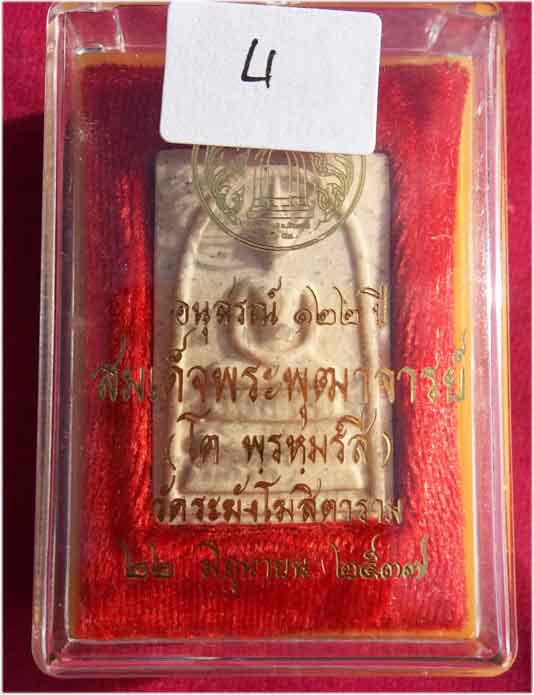 4
อนุสรณ์ ๑๒๒ ปี
สมเด็จพระพุฒาจารย์
(โต พฺรหฺมรํสี)
วัดระฆังโฆสิตาราม
๒๒ มิถุนายน ๒๕๓๗